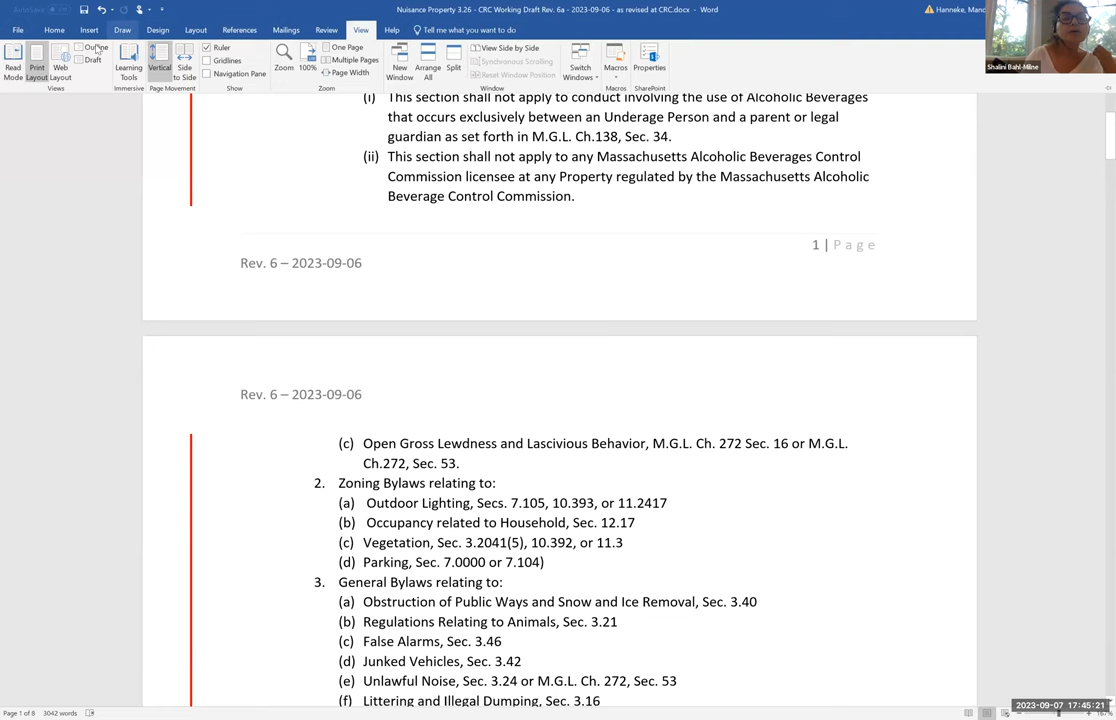 Nuisance Property 3.26 - CRC Working Draft Rev. 6a - 2023-09-06 - as revised at CRC.docx - Word
Hanneke, Manc
File Home Insert Draw Design Layout References Mailings Review View Help Tell me what you want to do
Read Mode Print Layout Web Layout Outline Draft Learning Tools Vertical Side to Side Ruler Gridlines Navigation Pane Zoom 100% One Page Multiple Pages Page Width New Window Arrange All Split View Side by Side Synchronous Scrolling Reset Window Position Switch Windows Macros Properties
Views Immersive Page Movement Show Zoom Window Macros SharePoint
Shalini Bahl-Milne
(i) This section shall not apply to conduct involving the use of Alcoholic Beverages
that occurs exclusively between an Underage Person and a parent or legal
guardian as set forth in M.G.L. Ch.138, Sec. 34.
(ii) This section shall not apply to any Massachusetts Alcoholic Beverages Control
Commission licensee at any Property regulated by the Massachusetts Alcoholic
Beverage Control Commission.
1 | Page
Rev. 6 – 2023-09-06
Rev. 6 – 2023-09-06
(c) Open Gross Lewdness and Lascivious Behavior, M.G.L. Ch. 272 Sec. 16 or M.G.L.
Ch.272, Sec. 53.
2. Zoning Bylaws relating to:
(a) Outdoor Lighting, Secs. 7.105, 10.393, or 11.2417
(b) Occupancy related to Household, Sec. 12.17
(c) Vegetation, Sec. 3.2041(5), 10.392, or 11.3
(d) Parking, Sec. 7.0000 or 7.104)
3. General Bylaws relating to:
(a) Obstruction of Public Ways and Snow and Ice Removal, Sec. 3.40
(b) Regulations Relating to Animals, Sec. 3.21
(c) False Alarms, Sec. 3.46
(d) Junked Vehicles, Sec. 3.42
(e) Unlawful Noise, Sec. 3.24 or M.G.L. Ch. 272, Sec. 53
(f) Littering and Illegal Dumping, Sec. 3.16
Page 1 of 8 3042 words
2023-09-07 17:45:21